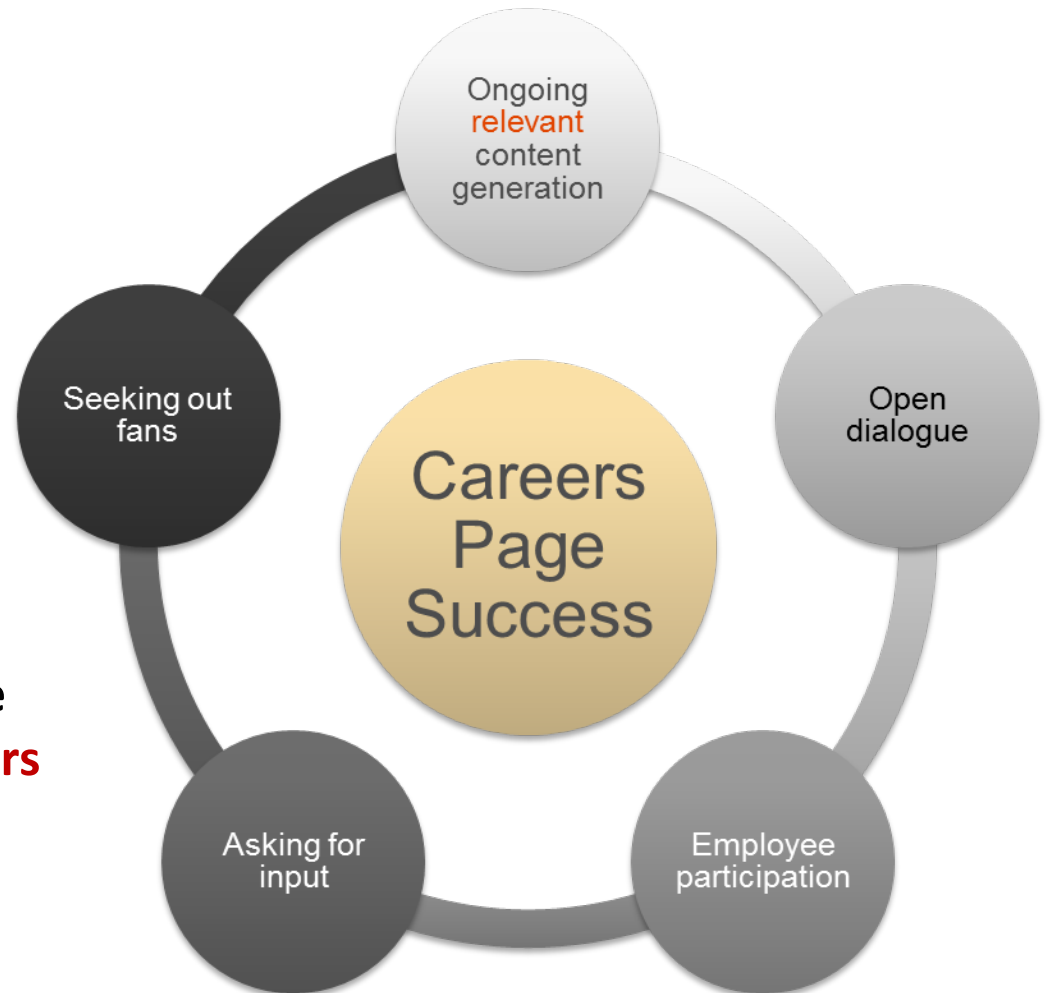 Ongoing
relevant
content
generation
Open
dialogue
Employee
participation
Asking for
input
Seeking out
fans
Careers
Page
Success